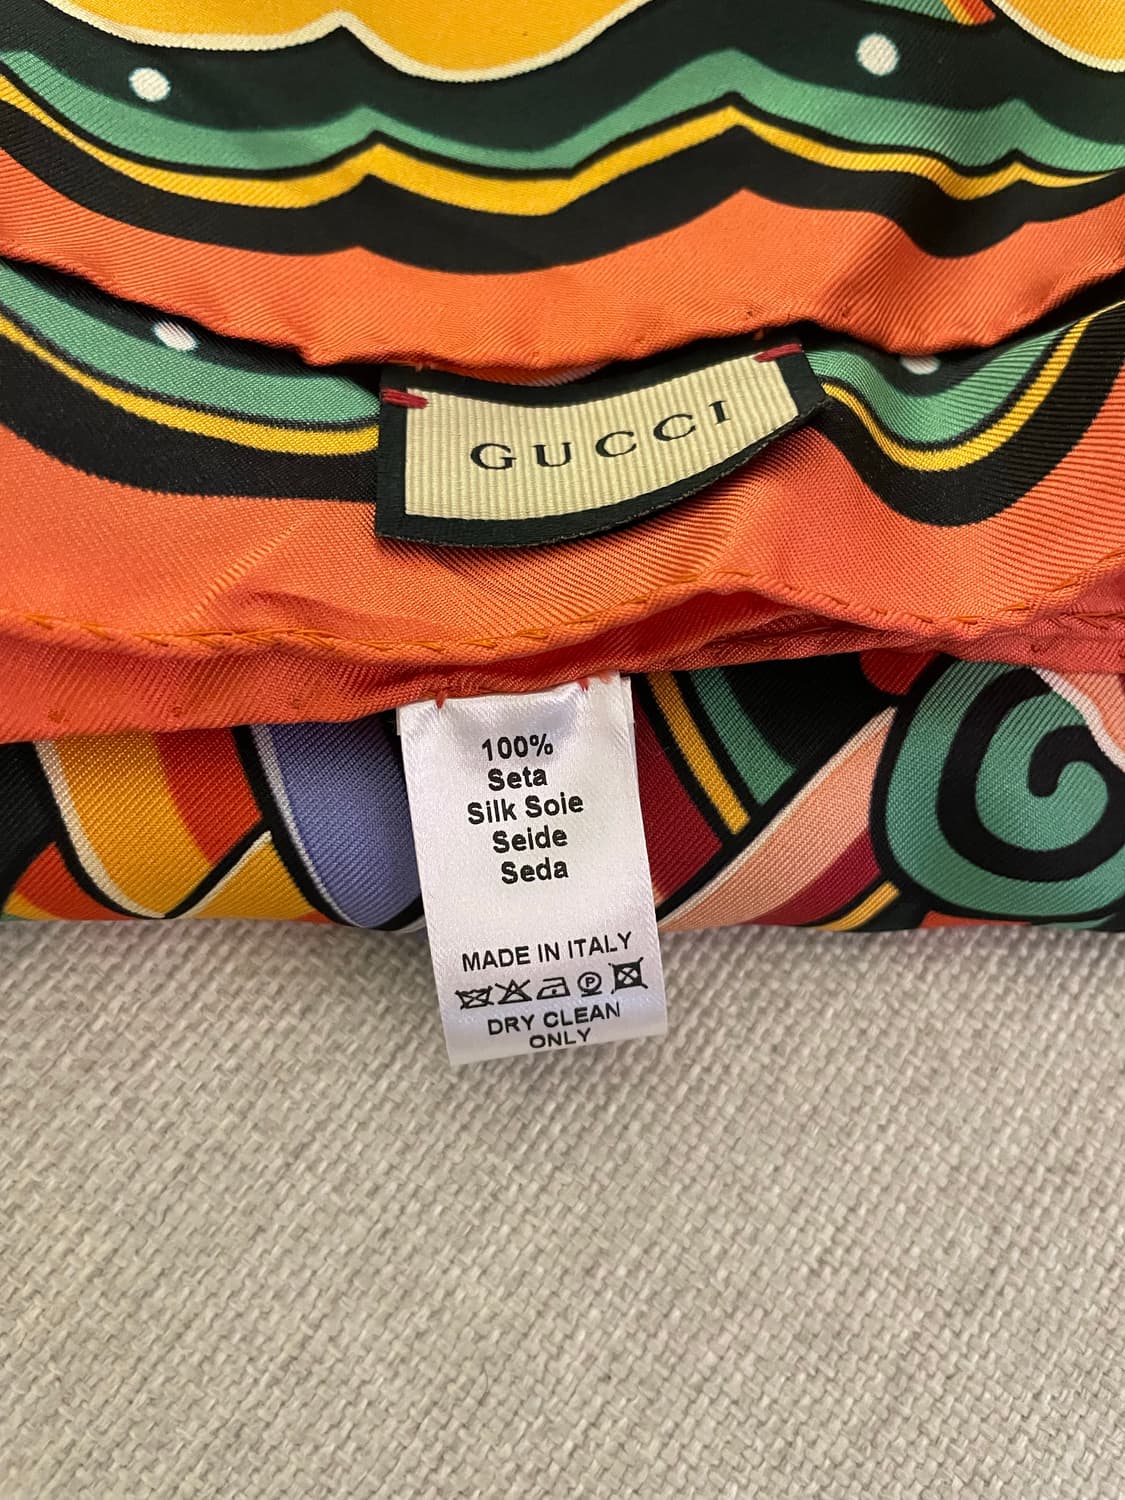 GUCCI
100%
Seta
Silk Soie
Seide
Seda
MADE IN ITALY
P
DRY CLEAN
ONLY